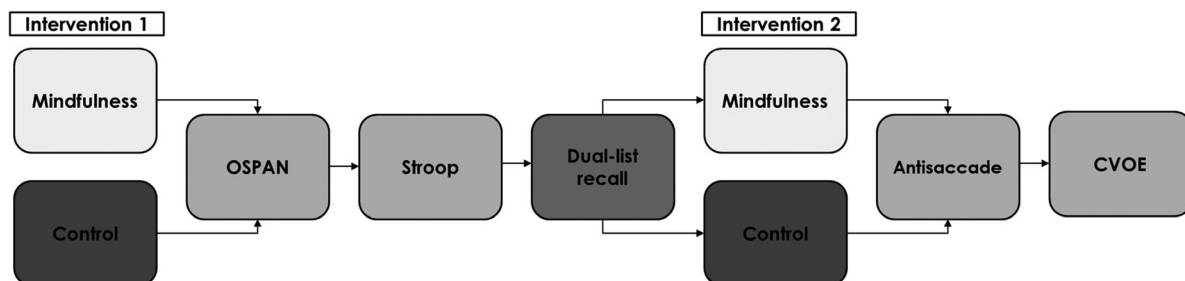 Intervention 1
Intervention 2
Mindfulness
Mindfulness
OSPAN
Stroop
Dual-list
recall
Antisaccade
CVOE
Control
Control